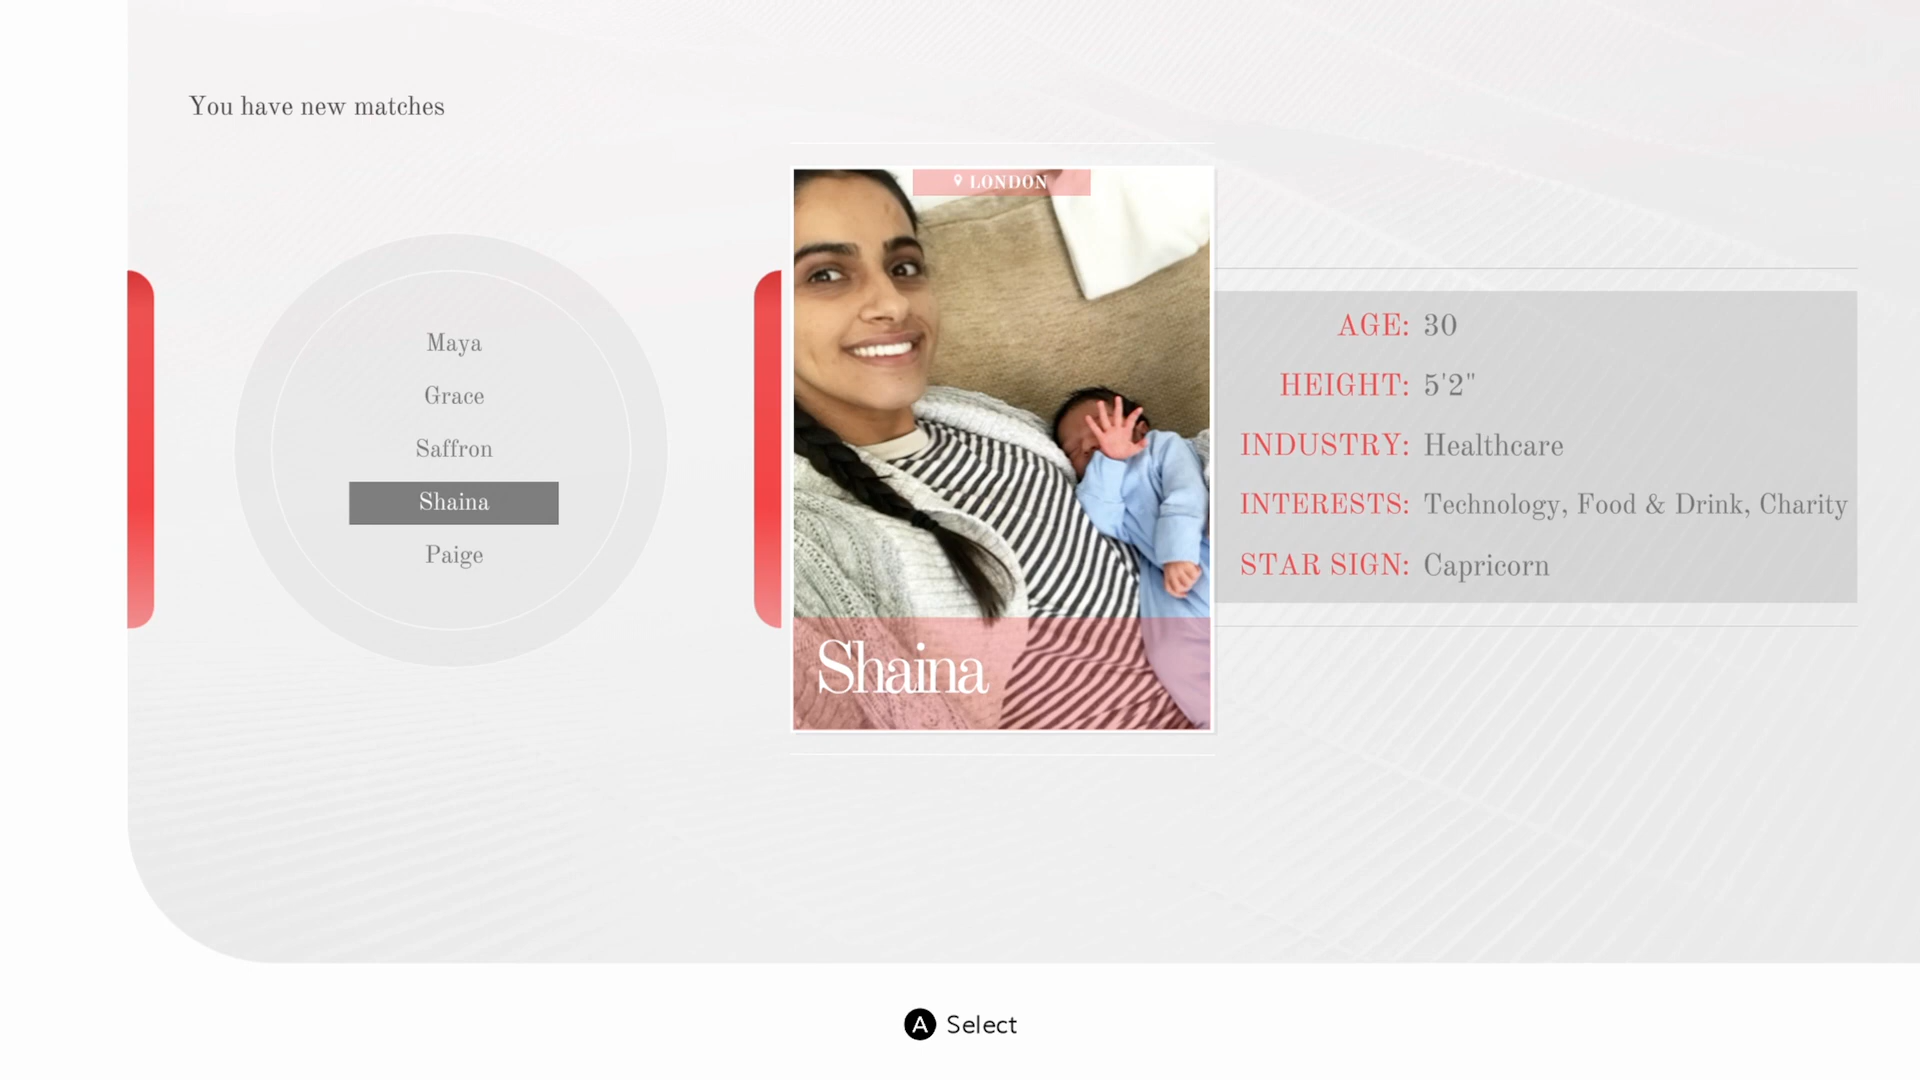 You have new matches
Maya
Grace
Saffron
Shaina
Paige
LONDON
Shaina
AGE: 30
HEIGHT: 5'2"
INDUSTRY: Healthcare
INTERESTS: Technology, Food & Drink, Charity
STAR SIGN: Capricorn
A Select